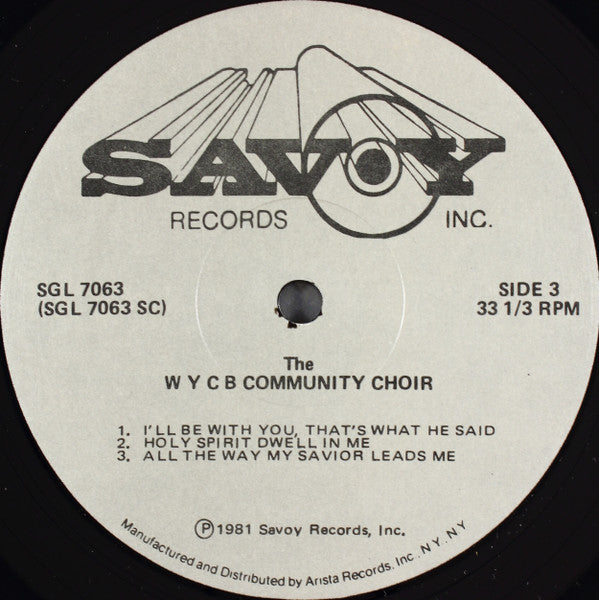 SAVOY
RECORDS INC.
SGL 7063 SIDE 3
(SGL 7063 SC) 33 1/3 RPM
The
W Y C B COMMUNITY CHOIR
1. I'LL BE WITH YOU, THAT'S WHAT HE SAID
2. HOLY SPIRIT DWELL IN ME
3. ALL THE WAY MY SAVIOR LEADS ME
Ⓟ1981 Savoy Records, Inc.
Manufactured and Distributed by Arista Records, Inc. N.Y. N.Y